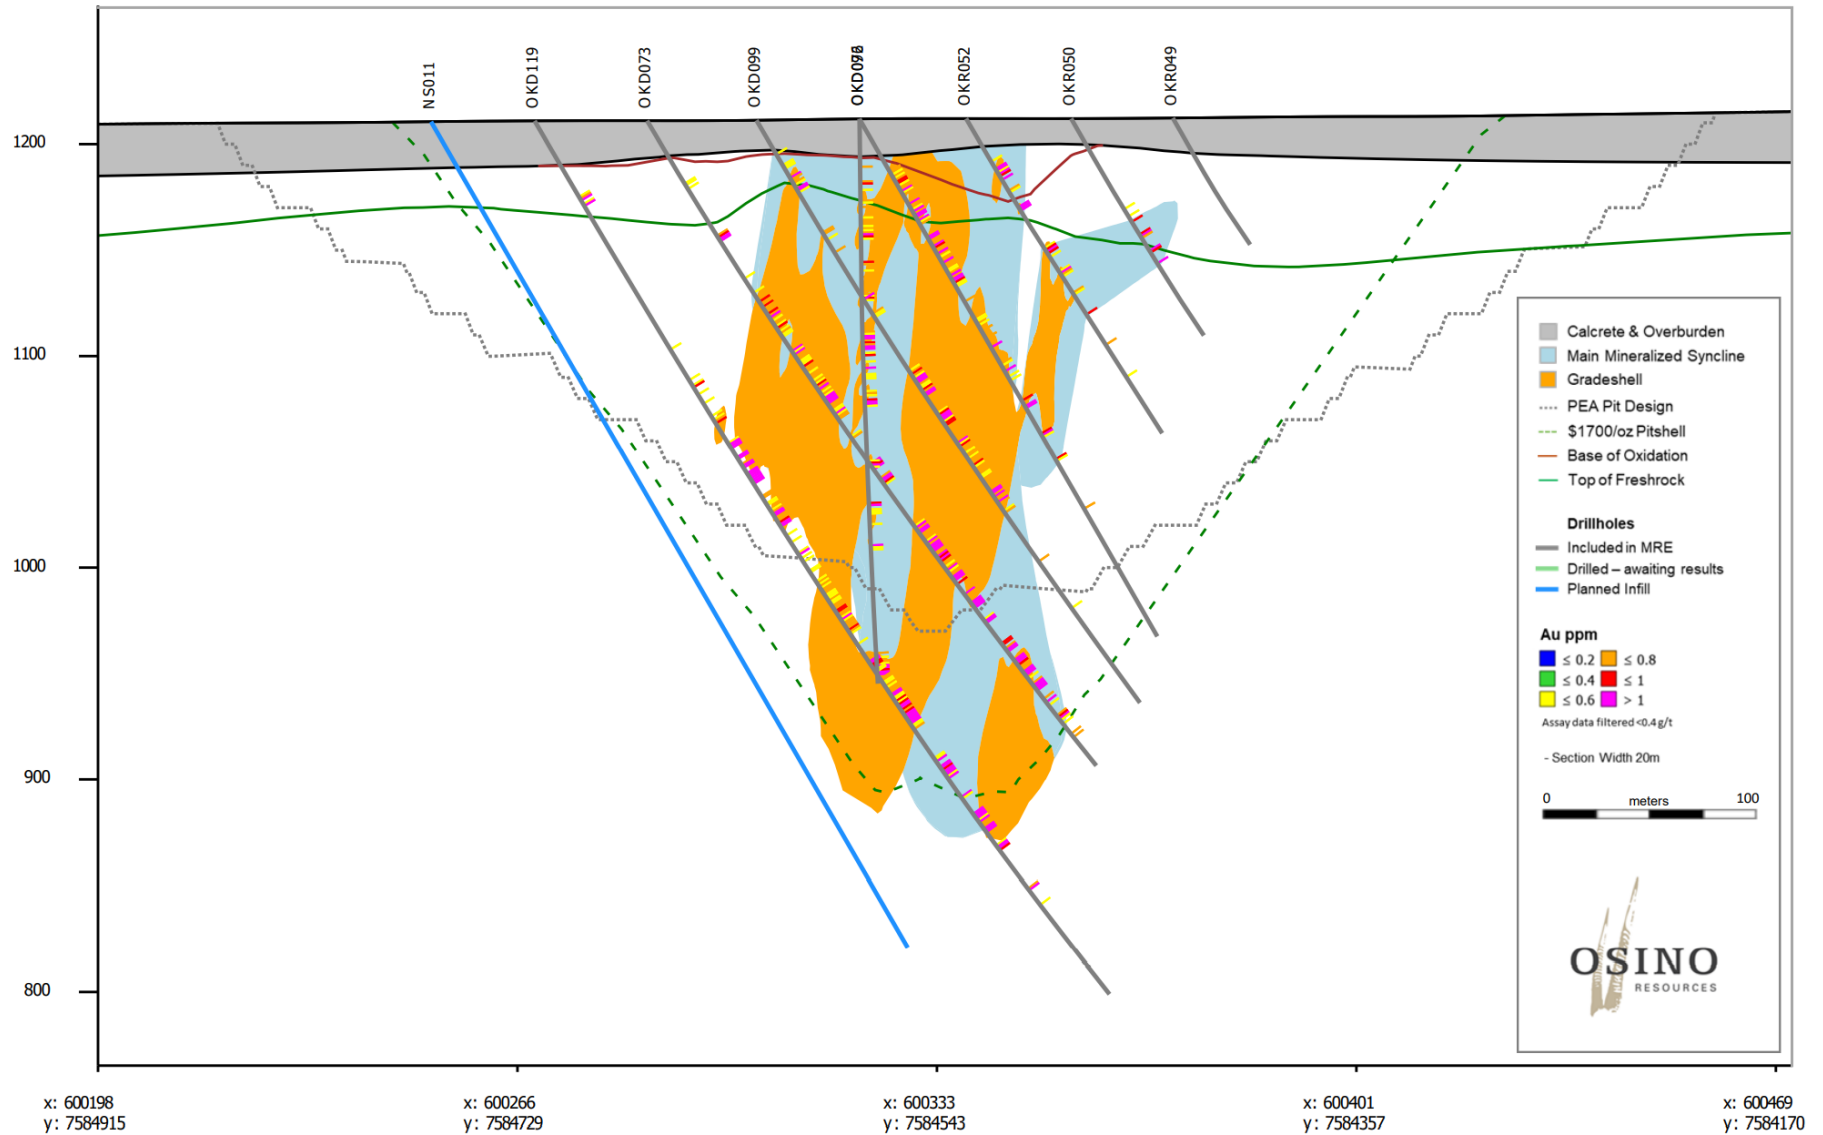 NS011
OKD119
OKD073
OKD099
OKR052
OKR050
OKR049
1200
1100
1000
900
800
Calcrete & Overburden
Main Mineralized Syncline
Gradeshell
PEA Pit Design
$1700/oz Pitshell
Base of Oxidation
Top of Freshrock
Drillholes
Included in MRE
Drilled – awaiting results
Planned Infill
Au ppm
≤ 0.2 ≤ 0.8
≤ 0.4 ≤ 1
≤ 0.6 > 1
Assay data filtered <0.4 g/t
- Section Width 20m
0 meters 100
OSINO
RESOURCES
x: 600198 x: 600266 x: 600333 x: 600401 x: 600469
y: 7584915 y: 7584729 y: 7584543 y: 7584357 y: 7584170